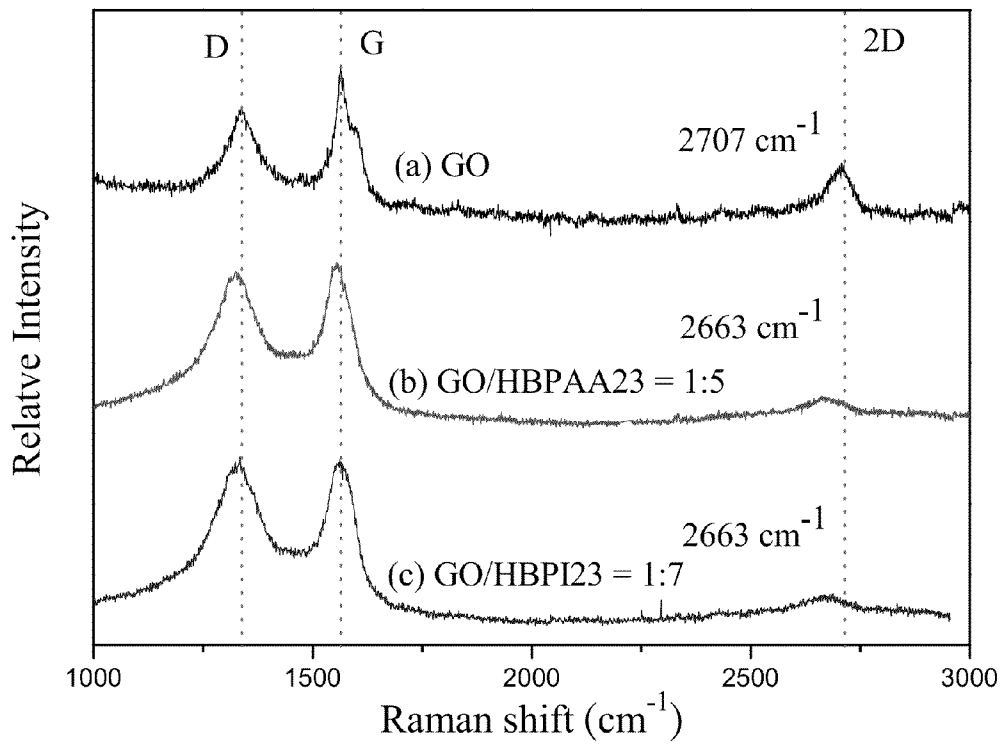 D
G
2D
2707 cm-1
(a) GO
2663 cm-1
(b) GO/HBPAA23 = 1:5
2663 cm-1
(c) GO/HBPI23 = 1:7
Relatve Intensity
1000 1500 2000 2500 3000
Raman shift (cm-1)